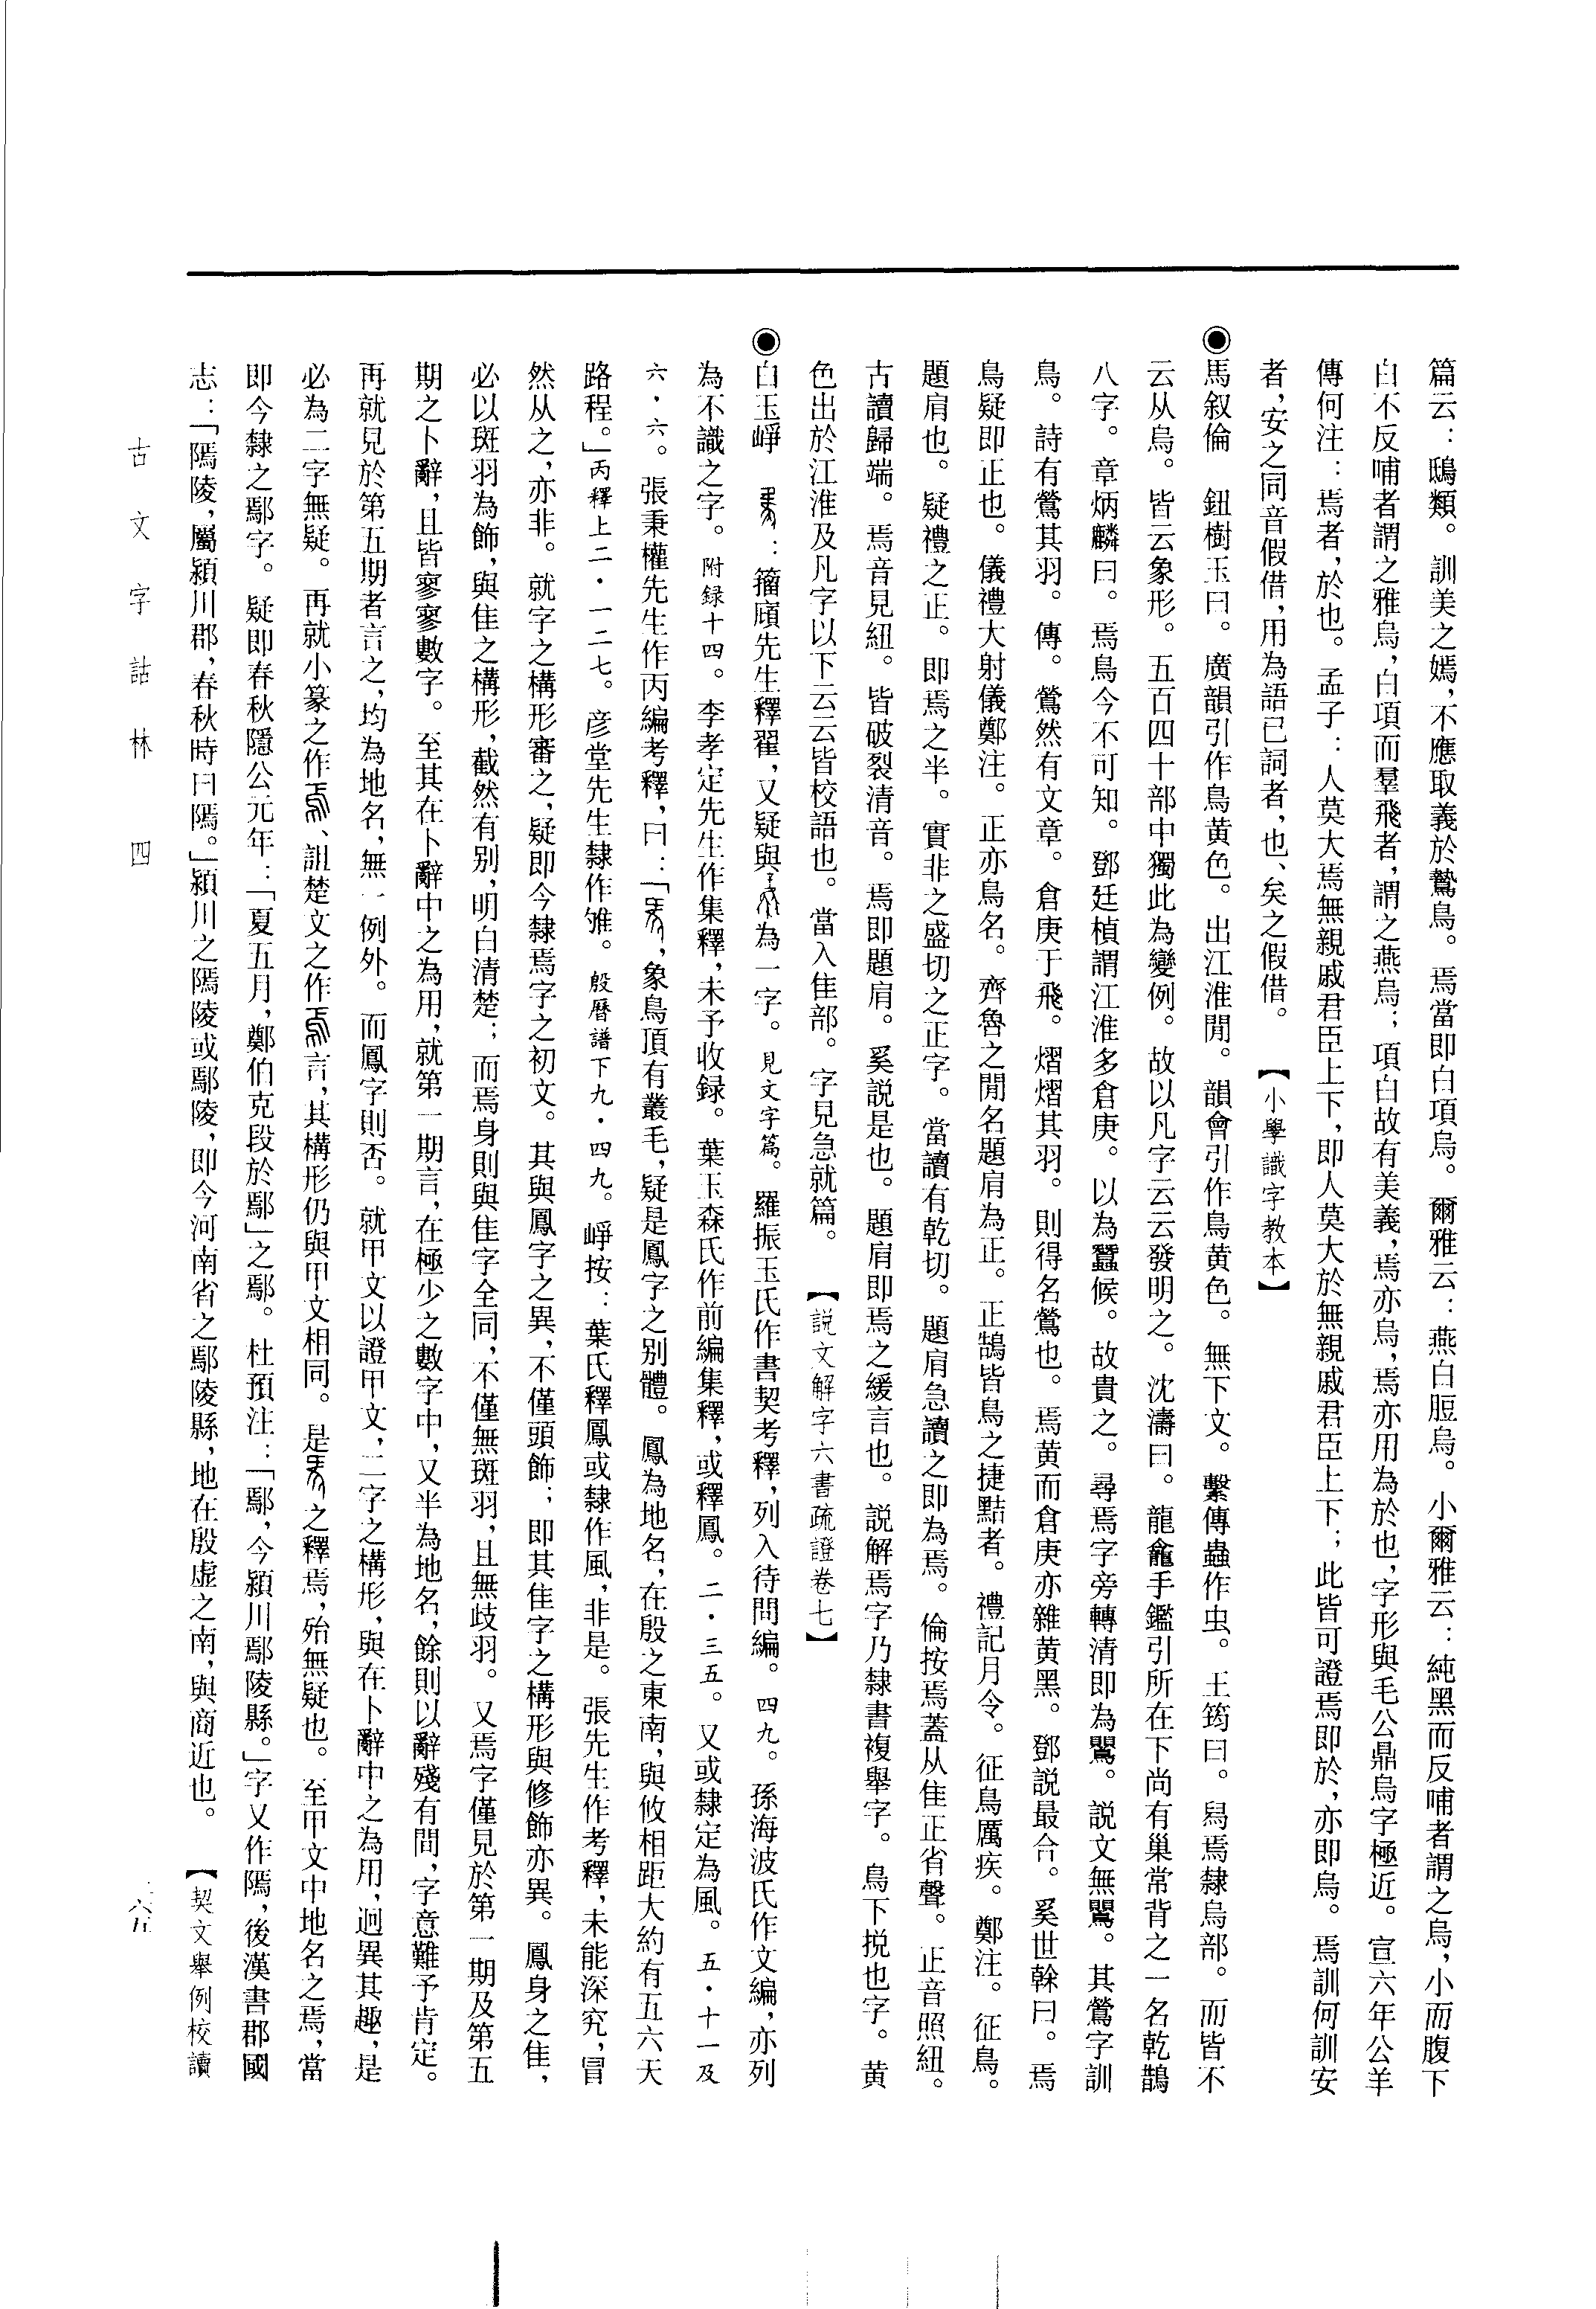 篇云：鴟類。訓美之嫣，不應取義於鷙鳥。焉當即白項烏。爾雅云：燕白脰烏。小爾雅云：純黑而反哺者謂之烏，小而腹下
白不反哺者謂之雅烏，白項而羣飛者，謂之燕烏；項白故有美義，焉亦烏，焉亦用為於也，字形與毛公鼎烏字極近。宣六年公羊
傳何注：焉者，於也。孟子：人莫大焉無親戚君臣上下，即人莫大於無親戚君臣上下；此皆可證焉即於，亦即烏。焉訓何訓安
者，安之同音假借，用為語已詞者，也、矣之假借。【小學識字教本】
◉馬叙倫　鈕樹玉曰。廣韻引作鳥黄色。出江淮閒。韻會引作鳥黄色。無下文。繫傳蟲作虫。王筠曰。舄焉隸烏部。而皆不
云从烏。皆云象形。五百四十部中獨此為變例。故以凡字云云發明之。沈濤曰。龍龕手鑑引所在下尚有巢常背之一名乾鵲
八字。章炳麟曰。焉鳥今不可知。鄧廷楨謂江淮多倉庚。以為蠶候。故貴之。尋焉字旁轉清即為鸎。説文無鸎。其鶯字訓
鳥。詩有鶯其羽。傳。鶯然有文章。倉庚于飛。熠熠其羽。則得名鶯也。焉黄而倉庚亦雜黄黑。鄧説最合。奚世榦曰。焉
鳥疑即正也。儀禮大射儀鄭注。正亦鳥名。齊魯之閒名題肩為正。正鵠皆鳥之捷黠者。禮記月令。征鳥厲疾。鄭注。征鳥。
題肩也。疑禮之正。即焉之半。實非之盛切之正字。當讀有乾切。題肩急讀之即為焉。倫按焉蓋从隹正省聲。正音照紐。
古讀歸端。焉音見紐。皆破裂清音。焉即題肩。奚説是也。題肩即焉之緩言也。説解焉字乃隸書複舉字。鳥下捝也字。黄
色出於江淮及凡字以下云云皆校語也。當入隹部。字見急就篇。【説文解字六書疏證卷七】
◉白玉崢　：籀廎先生釋翟，又疑與為一字。見文字篇。羅振玉氏作書契考釋，列入待問編。四九。孫海波氏作文編，亦列
為不識之字。附録十四。李孝定先生作集釋，未予收録。葉玉森氏作前編集釋，或釋鳳。二・三五。又或隸定為風。五・十一及
六・六。張秉權先生作丙編考釋，曰：「，象鳥頂有叢毛，疑是鳳字之别體。鳳為地名，在殷之東南，與攸相距大約有五六天
路程。」丙釋上二・一二七。彦堂先生隸作雉。殷曆譜下九・四九。崢按：葉氏釋鳳或隸作風，非是。張先生作考釋，未能深究，冒
然从之，亦非。就字之構形審之，疑即今隸焉字之初文。其與鳳字之異，不僅頭飾；即其隹字之構形與修飾亦異。鳳身之隹，
必以斑羽為飾，與隹之構形，截然有别，明白清楚；而焉身則與隹字全同，不僅無斑羽，且無歧羽。又焉字僅見於第一期及第五
期之卜辭，且皆寥寥數字。至其在卜辭中之為用，就第一期言，在極少之數字中，又半為地名，餘則以辭殘有間，字意難予肯定。
再就見於第五期者言之，均為地名，無一例外。而鳳字則否。就甲文以證甲文，二字之構形，與在卜辭中之為用，迥異其趣，是
必為二字無疑。再就小篆之作、詛楚文之作言，其構形仍與甲文相同。是之釋焉，殆無疑也。至甲文中地名之焉，當
即今隸之鄢字。疑即春秋隱公元年：「夏五月，鄭伯克段於鄢」之鄢。杜預注：「鄢，今潁川鄢陵縣。」字又作隖，後漢書郡國
志：「隖陵，屬潁川郡，春秋時曰隖。」潁川之隖陵或鄢陵，即今河南省之鄢陵縣，地在殷虚之南，與商近也。【契文舉例校讀
古文字詁林　四
六五